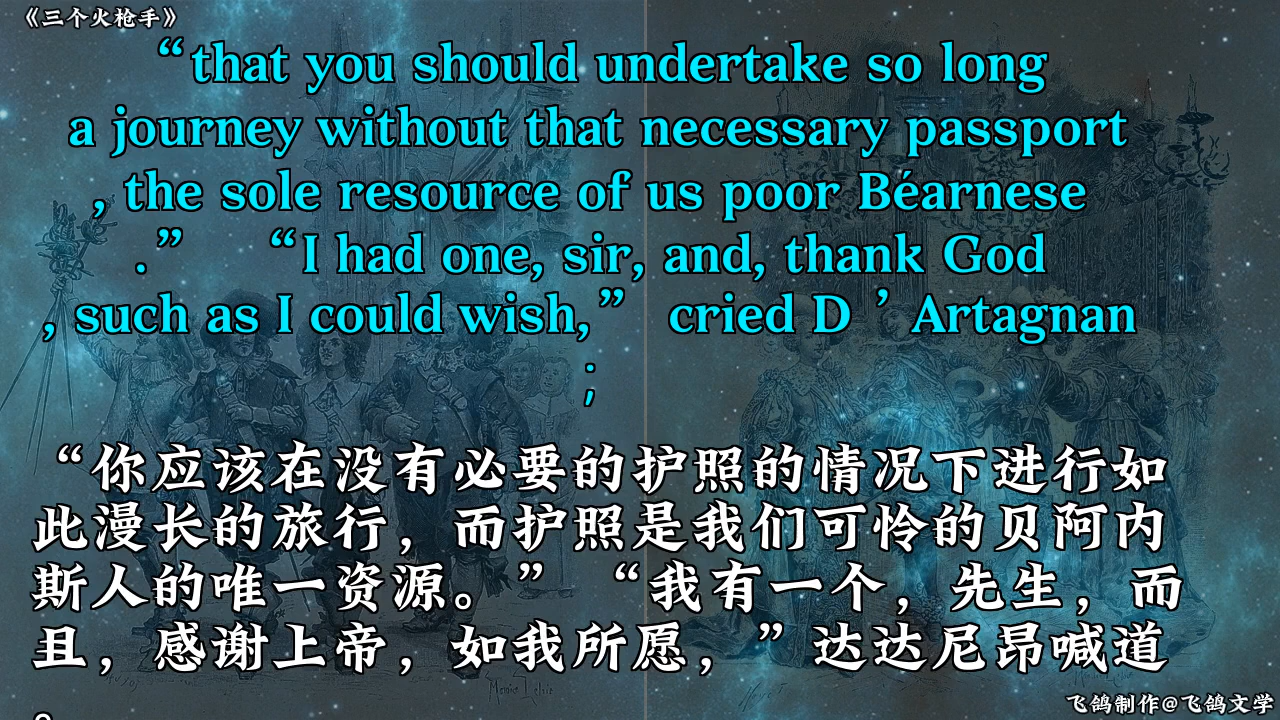 《三个火枪手》
“that you should undertake so long
a journey without that necessary passport
, the sole resource of us poor Béarnese
.” “I had one, sir, and, thank God
, such as I could wish,” cried D ’Artagnan
;
“你应该在没有必要的护照的情况下进行如
此漫长的旅行，而护照是我们可怜的贝阿内
斯人的唯一资源。” “我有一个，先生，而
且，感谢上帝，如我所愿，”达达尼昂喊道
。
飞鸽制作@飞鸽文学